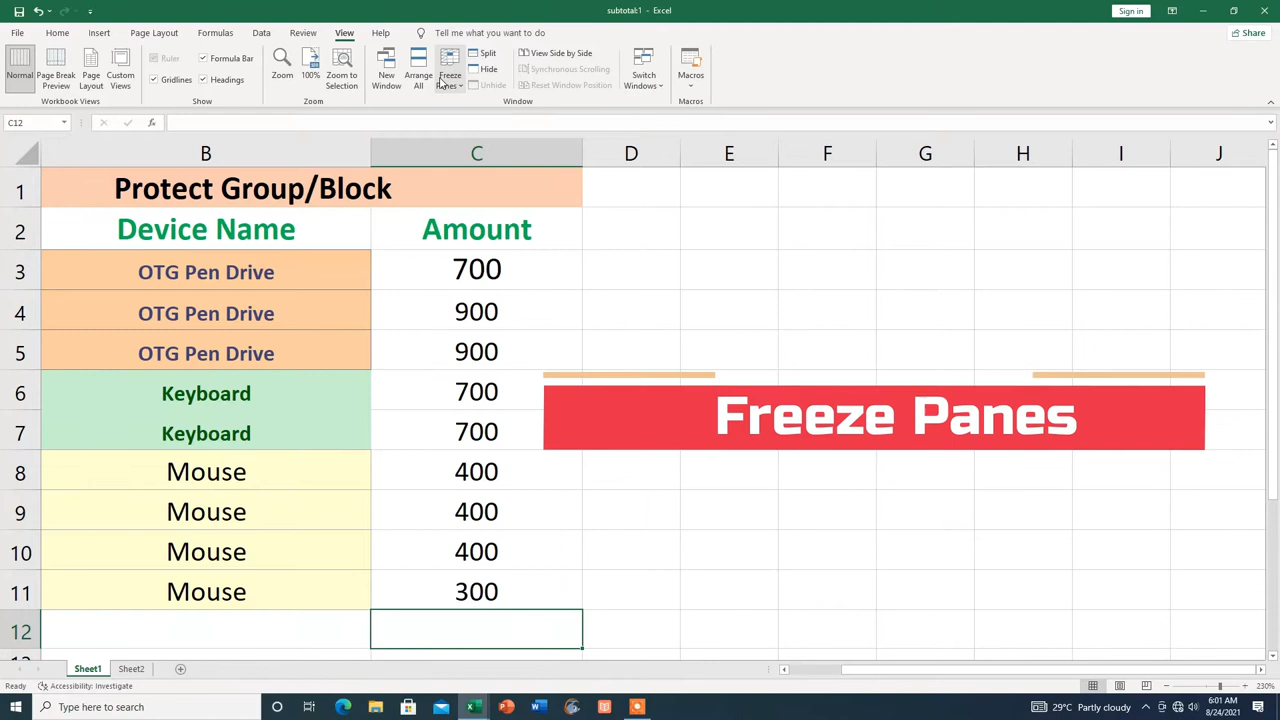 subtotal:1 - Excel
Sign in
File Home Insert Page Layout Formulas Data Review View Help Tell me what you want to do Share
Normal
Page Break Preview
Page Layout
Custom Views
Workbook Views
Ruler
Formula Bar
Gridlines
Headings
Show
Zoom
100%
Zoom to Selection
Zoom
New Window
Arrange All
Freeze Panes
Split
Hide
Unhide
View Side by Side
Synchronous Scrolling
Reset Window Position
Window
Switch Windows
Macros
Macros
C12
fx
B C D E F G H I J
1 Protect Group/Block
2 Device Name Amount
3 OTG Pen Drive 700
4 OTG Pen Drive 900
5 OTG Pen Drive 900
6 Keyboard 700
7 Keyboard 700
8 Mouse 400
9 Mouse 400
10 Mouse 400
11 Mouse 300
12
Freeze Panes
Sheet1 Sheet2
Ready Accessibility: Investigate 230%
Type here to search
29°C Partly cloudy
6:01 AM
8/24/2021